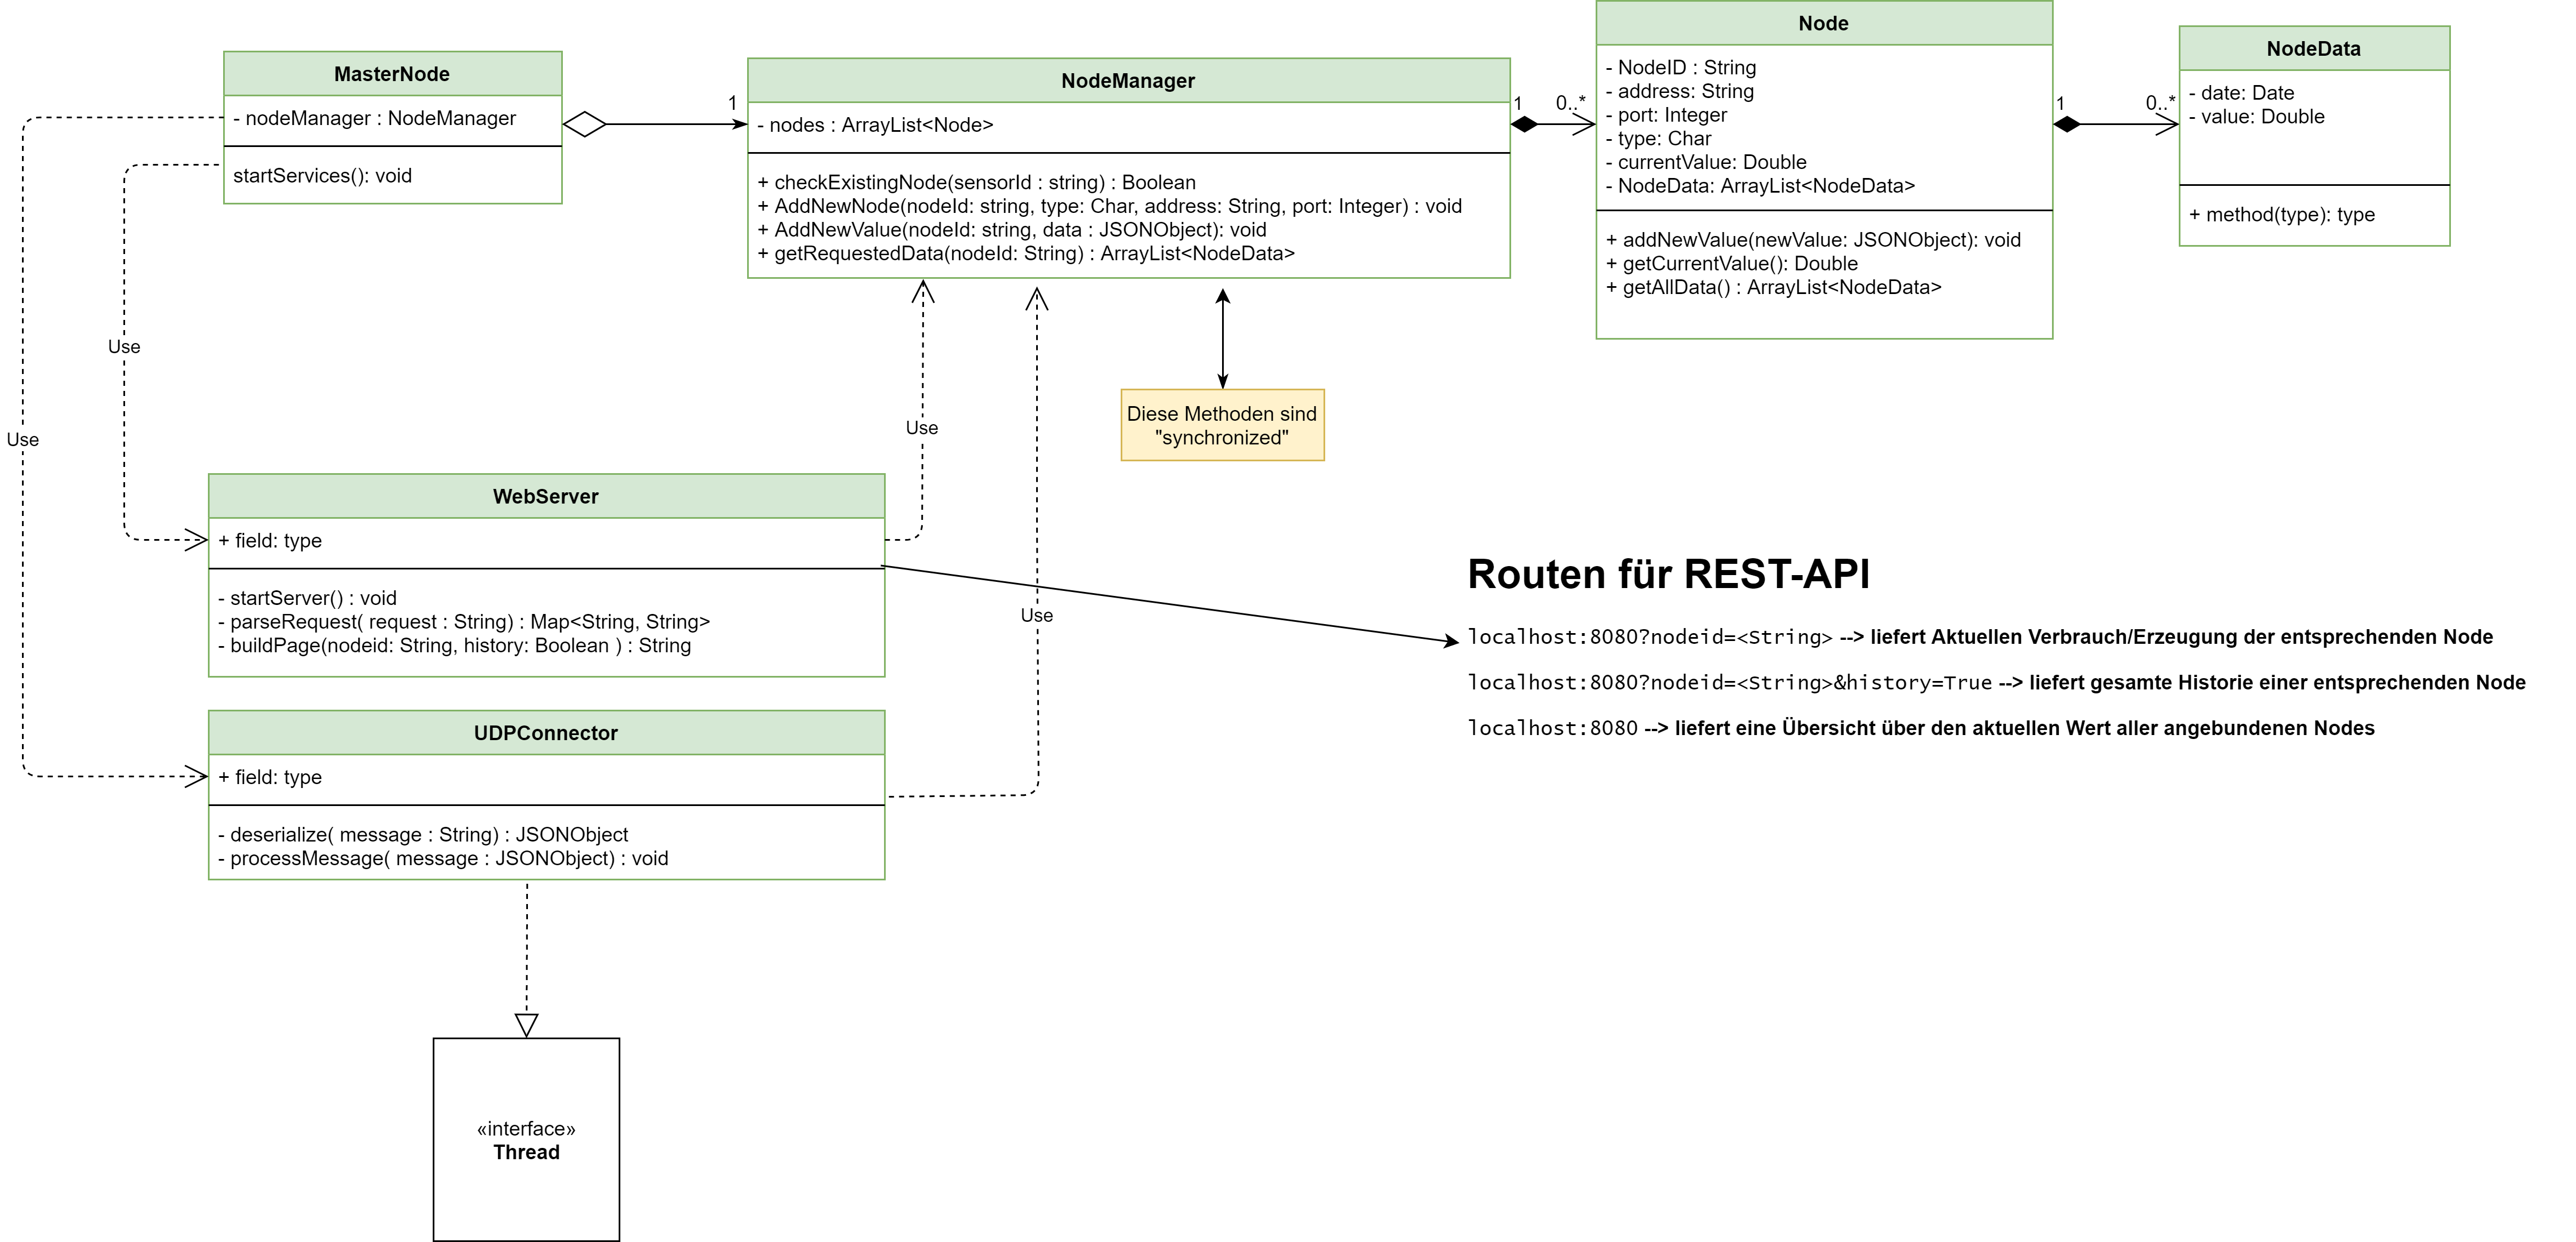 MasterNode
- nodeManager : NodeManager
startServices(): void
1
NodeManager
- nodes : ArrayList<Node>
+ checkExistingNode(sensorId : string) : Boolean
+ AddNewNode(nodeId: string, type: Char, address: String, port: Integer) : void
+ AddNewValue(nodeId: string, data : JSONObject): void
+ getRequestedData(nodeId: String) : ArrayList<NodeData>
1
0..*
Node
- NodeID : String
- address: String
- port: Integer
- type: Char
- currentValue: Double
- NodeData: ArrayList<NodeData>
+ addNewValue(newValue: JSONObject): void
+ getCurrentValue(): Double
+ getAllData() : ArrayList<NodeData>
1
0..*
NodeData
- date: Date
- value: Double
+ method(type): type
Use
Use
Use
Use
Diese Methoden sind
"synchronized"
WebServer
+ field: type
- startServer() : void
- parseRequest( request : String) : Map<String, String>
- buildPage(nodeid: String, history: Boolean ) : String
Routen für REST-API
localhost:8080?nodeid=<String> --> liefert Aktuellen Verbrauch/Erzeugung der entsprechenden Node
localhost:8080?nodeid=<String>&history=True --> liefert gesamte Historie einer entsprechenden Node
localhost:8080 --> liefert eine Übersicht über den aktuellen Wert aller angebundenen Nodes
UDPConnector
+ field: type
- deserialize( message : String) : JSONObject
- processMessage( message : JSONObject) : void
«interface»
Thread